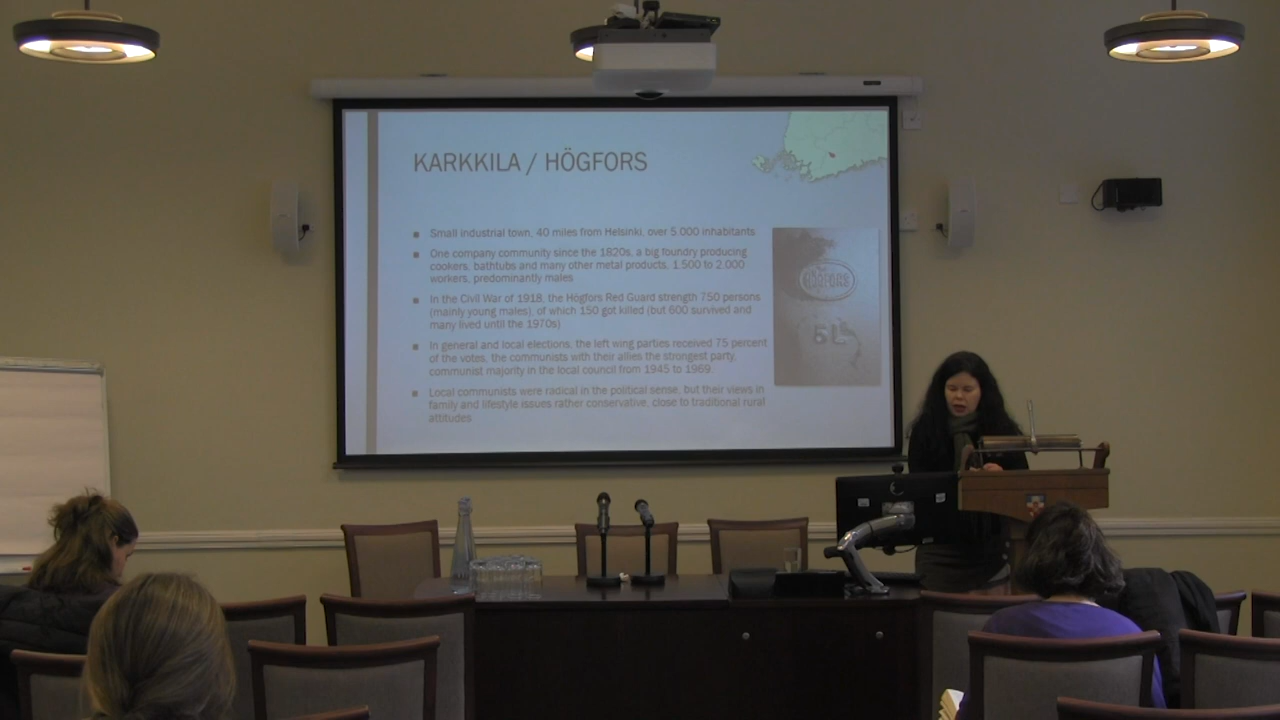 KARKKILA / HÖGFORS
Small industrial town, 40 miles from Helsinki, over 5.000 inhabitants
One company community since the 1820s, a big foundry producing
cookers, bathtubs and many other metal products, 1.500 to 2.000
workers, predominantly males
In the Civil War of 1918, the Högfors Red Guard strength 750 persons
(mainly young males), of which 150 got killed (but 600 survived and
many lived until the 1970s)
In general and local elections, the left wing parties received 75 percent
of the votes, the communists with their allies the strongest party,
communist majority in the local council from 1945 to 1969.
Local communists were radical in the political sense, but their views in
family and lifestyle issues rather conservative, close to traditional rural
attitudes
6L